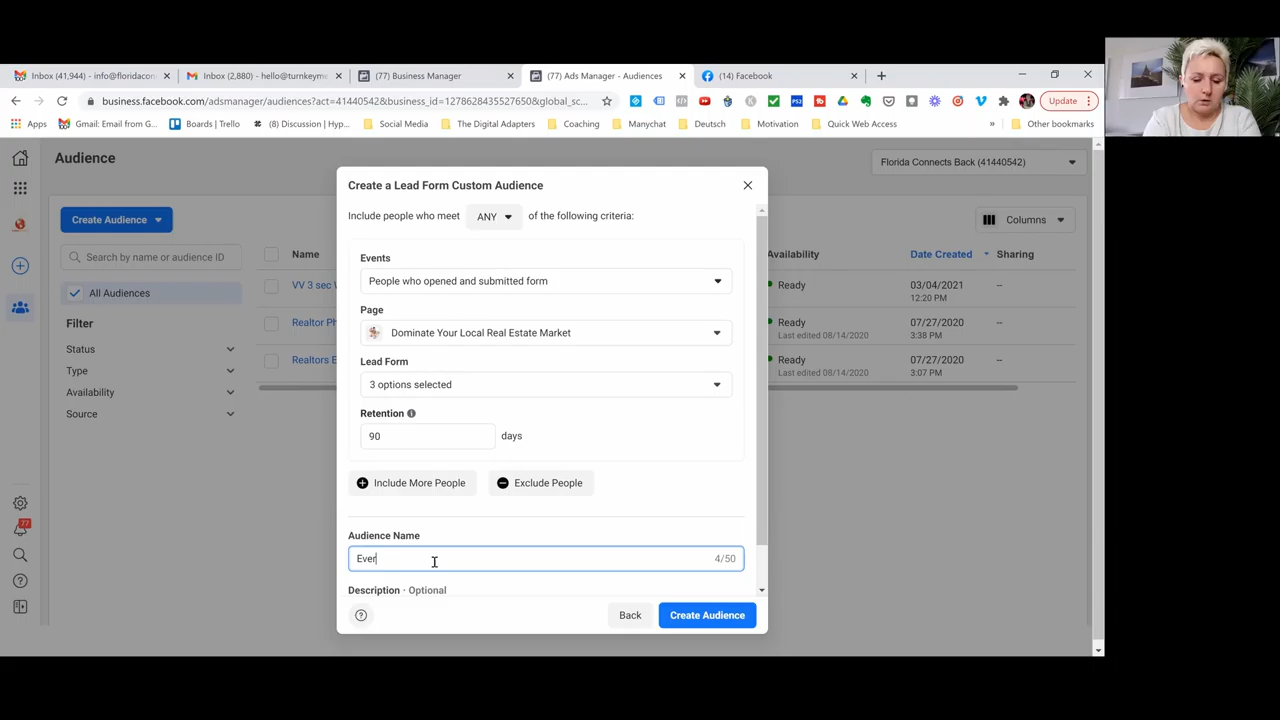 Inbox (41,944) - info@floridacon
Inbox (2,880) - hello@turnkeyme
(77) Business Manager
(77) Ads Manager - Audiences
(14) Facebook
business.facebook.com/adsmanager/audiences?act=41440542&business_id=1278628435521650&global_sc...
Update
Apps
Gmail: Email from G...
Boards | Trello
(8) Discussion | Hyp...
Social Media
The Digital Adapters
Coaching
Manychat
Deutsch
Motivation
Quick Web Access
»
Other bookmarks
Audience
Florida Connects Back (41440542)
Create Audience
Columns
Search by name or audience ID
All Audiences
Filter
Status
Type
Availability
Source
Name
Availability
Date Created
Sharing
VV 3 sec
Ready
03/04/2021
12:20 PM
--
Realtor Ph
Ready
Last edited 08/14/2020
07/27/2020
3:38 PM
--
Realtors E
Ready
Last edited 08/14/2020
07/27/2020
3:07 PM
--
Create a Lead Form Custom Audience
Include people who meet ANY of the following criteria:
Events
People who opened and submitted form
Page
Dominate Your Local Real Estate Market
Lead Form
3 options selected
Retention
90 days
Include More People
Exclude People
Audience Name
Ever
4/50
Description · Optional
Back
Create Audience
77